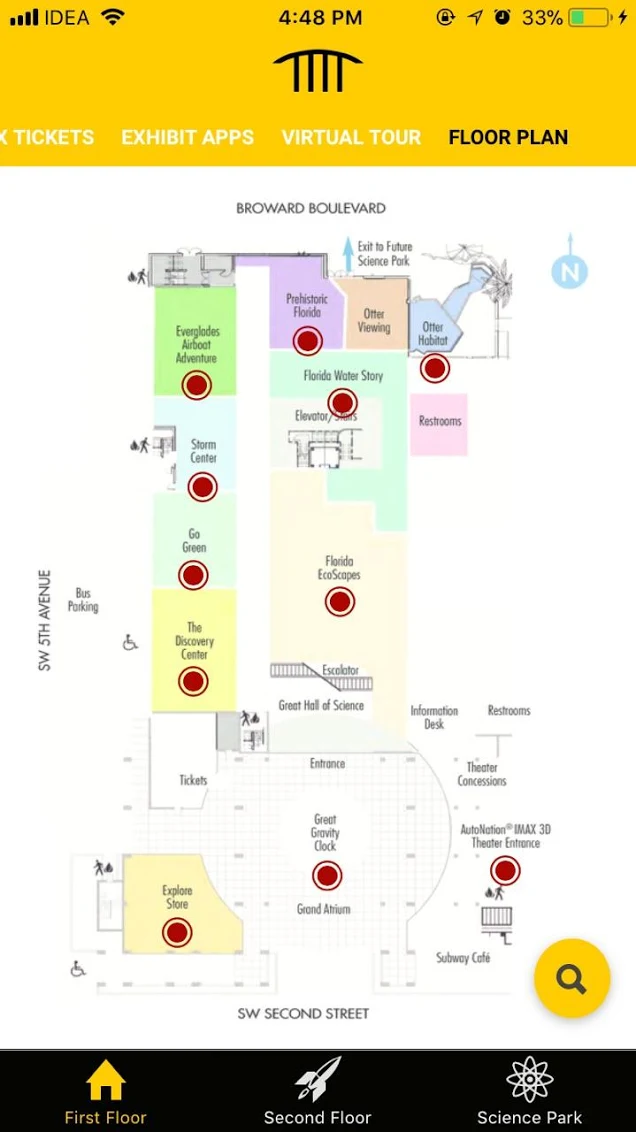 IDEA
4:48 PM
33%
X TICKETS
EXHIBIT APPS
VIRTUAL TOUR
FLOOR PLAN
BROWARD BOULEVARD
Exit to Future
Science Park
N
Prehistoric
Florida
Otter
Viewing
Otter
Habitat
Everglades
Airboat
Adventure
Florida Water Story
Elevator/Stairs
Restrooms
Storm
Center
Go
Green
Florida
EcoScapes
SW 5TH AVENUE
Bus
Parking
The
Discovery
Center
Escalator
Great Hall of Science
Information
Desk
Restrooms
Entrance
Theater
Concessions
Tickets
Great
Gravity
Clock
AutoNation® IMAX 3D
Theater Entrance
Explore
Store
Grand Atrium
Subway Café
SW SECOND STREET
First Floor
Second Floor
Science Park